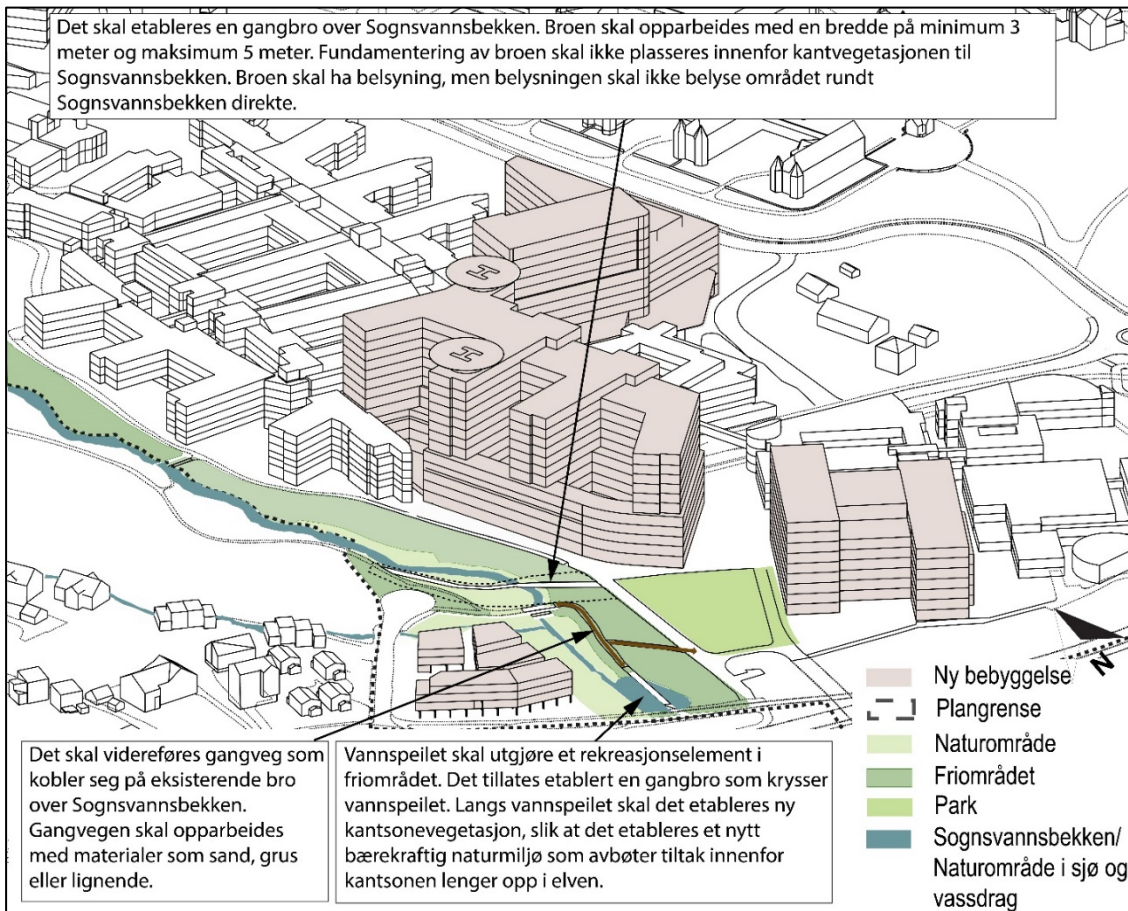 Det skal etableres en gangbro over Sognsvannsbekken. Broen skal opparbeides med en bredde på minimum 3
meter og maksimum 5 meter. Fundamentering av broen skal ikke plasseres innenfor kantvegetasjonen til
Sognsvannsbekken. Broen skal ha belsyning, men belysningen skal ikke belyse området rundt
Sognsvannsbekken direkte.
H
H
N
Det skal videreføres gangveg som
kobler seg på eksisterende bro
over Sognsvannsbekken.
Gangvegen skal opparbeides
med materialer som sand, grus
eller lignende.
Vannspeilet skal utgjøre et rekreasjonselement i
friområdet. Det tillates etablert en gangbro som krysser
vannspeilet. Langs vannspeilet skal det etableres ny
kantsonevegetasjon, slik at det etableres et nytt
bærekraftig naturmiljø som avbøter tiltak innenfor
kantsonen lenger opp i elven.
Ny bebyggelse
Plangrense
Naturområde
Friområdet
Park
Sognsvannsbekken/
Naturområde i sjø og
vassdrag